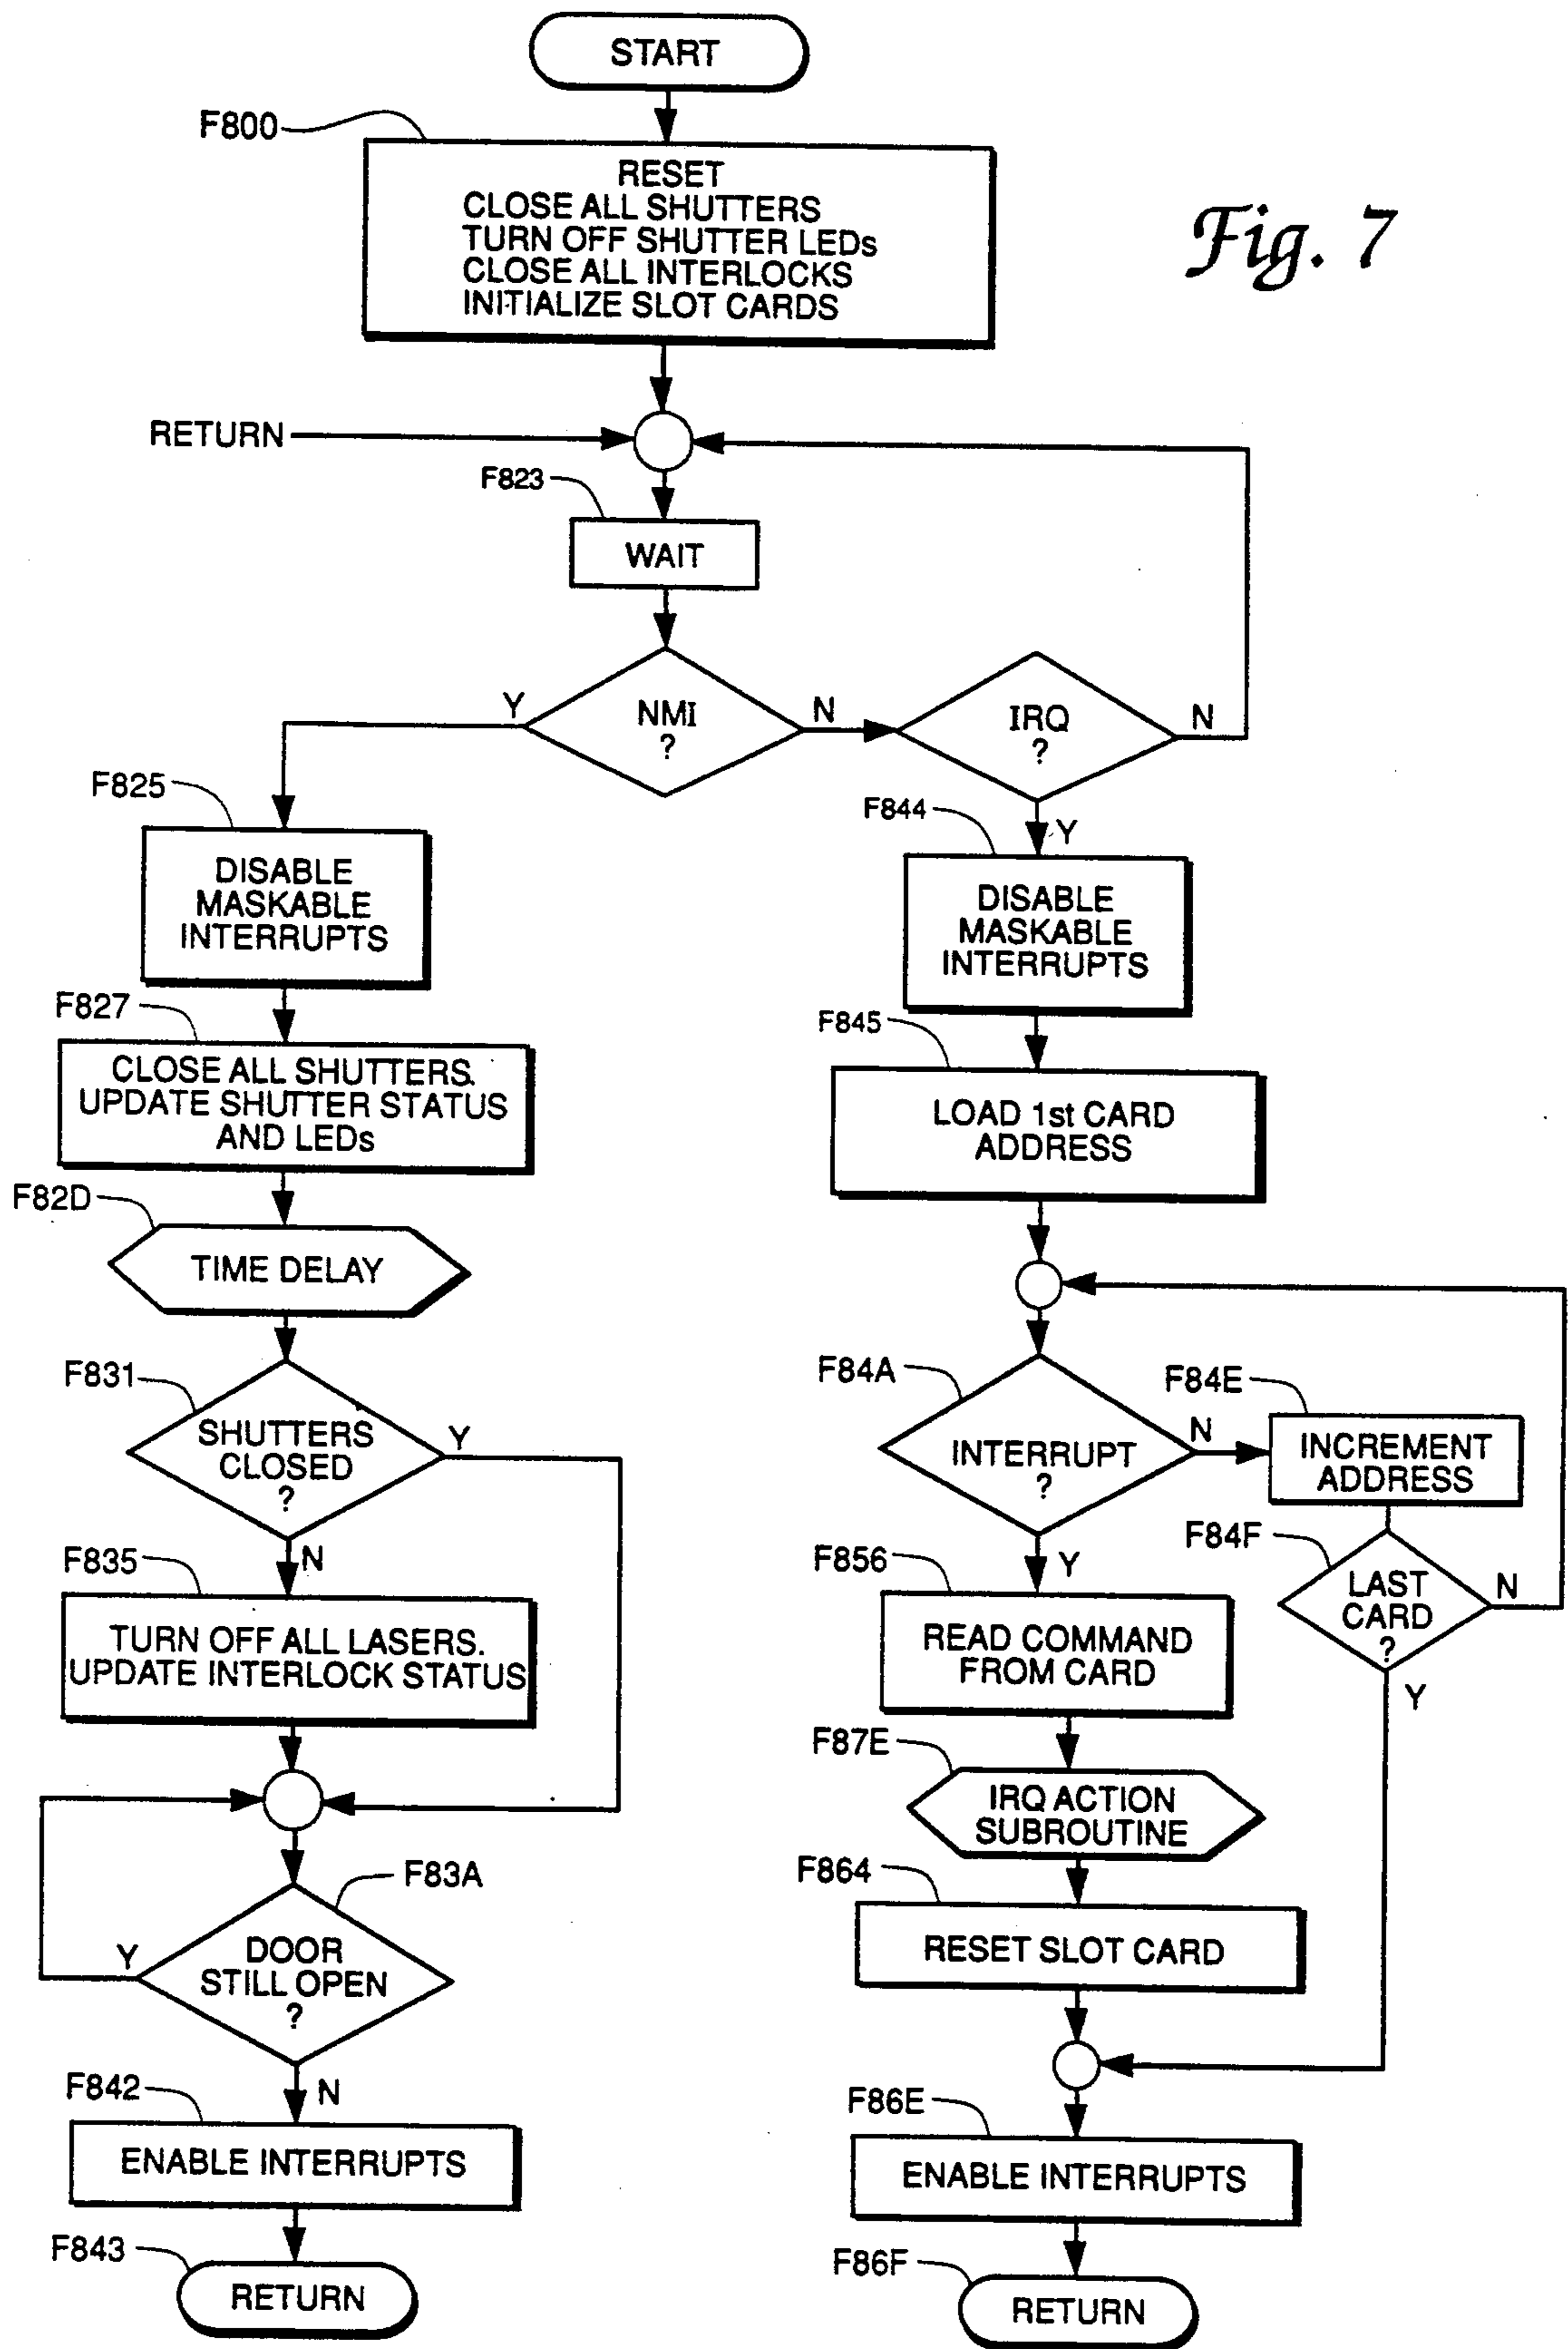 START
F800
RESET
CLOSE ALL SHUTTERS
TURN OFF SHUTTER LEDs
CLOSE ALL INTERLOCKS
INITIALIZE SLOT CARDS
Fig. 7
RETURN
F823
WAIT
Y
NMI
?
N
IRQ
?
N
F825
DISABLE
MASKABLE
INTERRUPTS
F827
CLOSE ALL SHUTTERS.
UPDATE SHUTTER STATUS
AND LEDs
F82D
TIME DELAY
F831
SHUTTERS
CLOSED
?
Y
N
F835
TURN OFF ALL LASERS.
UPDATE INTERLOCK STATUS
F83A
DOOR
STILL OPEN
?
Y
N
F842
ENABLE INTERRUPTS
F843
RETURN
F844
Y
DISABLE
MASKABLE
INTERRUPTS
F845
LOAD 1st CARD
ADDRESS
F84A
INTERRUPT
?
N
F84E
INCREMENT
ADDRESS
F84F
LAST
CARD
?
N
Y
Y
F856
READ COMMAND
FROM CARD
F87E
IRQ ACTION
SUBROUTINE
F864
RESET SLOT CARD
F86E
ENABLE INTERRUPTS
F86F
RETURN